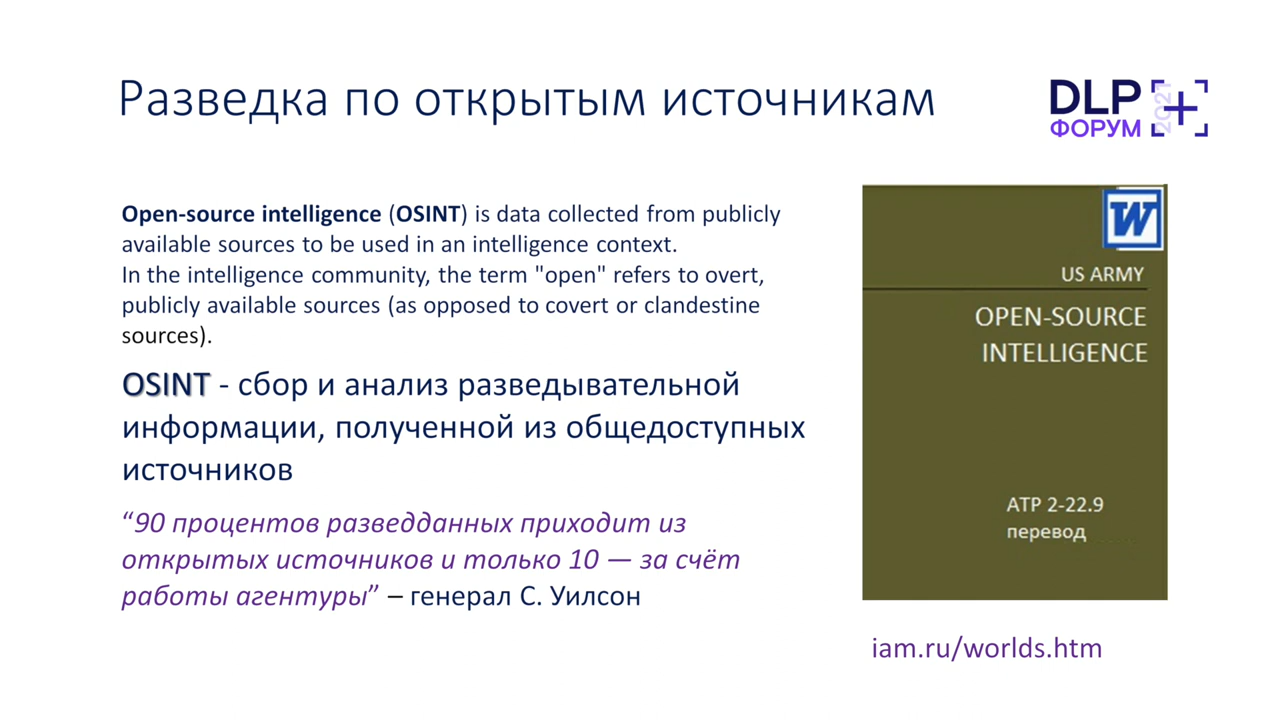 Разведка по открытым источникам
DLP
ФОРУМ
2021
Open-source intelligence (OSINT) is data collected from publicly
available sources to be used in an intelligence context.
In the intelligence community, the term "open" refers to overt,
publicly available sources (as opposed to covert or clandestine
sources).
OSINT - сбор и анализ разведывательной
информации, полученной из общедоступных
источников
“90 процентов разведданных приходит из
открытых источников и только 10 — за счёт
работы агентуры” – генерал С. Уилсон
W
US ARMY
OPEN-SOURCE
INTELLIGENCE
ATP 2-22.9
перевод
iam.ru/worlds.htm